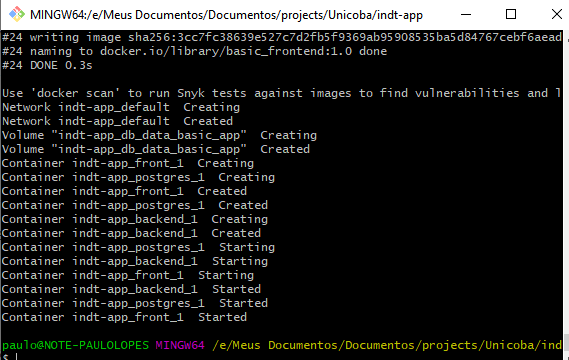 MINGW64:/e/Meus Documentos/Documentos/projects/Unicoba/indt-app
#24 writing image sha256:3cc7fc38639e527c7d2fb5f9369ab95908535ba5d84767cebf6aead
#24 naming to docker.io/library/basic_frontend:1.0 done
#24 DONE 0.3s
Use 'docker scan' to run Snyk tests against images to find vulnerabilities and l
Network indt-app_default  Creating
Network indt-app_default  Created
Volume "indt-app_db_data_basic_app"  Creating
Volume "indt-app_db_data_basic_app"  Created
Container indt-app_front_1  Creating
Container indt-app_postgres_1  Creating
Container indt-app_front_1  Created
Container indt-app_postgres_1  Created
Container indt-app_backend_1  Creating
Container indt-app_backend_1  Created
Container indt-app_postgres_1  Starting
Container indt-app_backend_1  Starting
Container indt-app_front_1  Starting
Container indt-app_backend_1  Started
Container indt-app_postgres_1  Started
Container indt-app_front_1  Started
paulo@NOTE-PAULOLOPES MINGW64 /e/Meus Documentos/Documentos/projects/Unicoba/ind
$